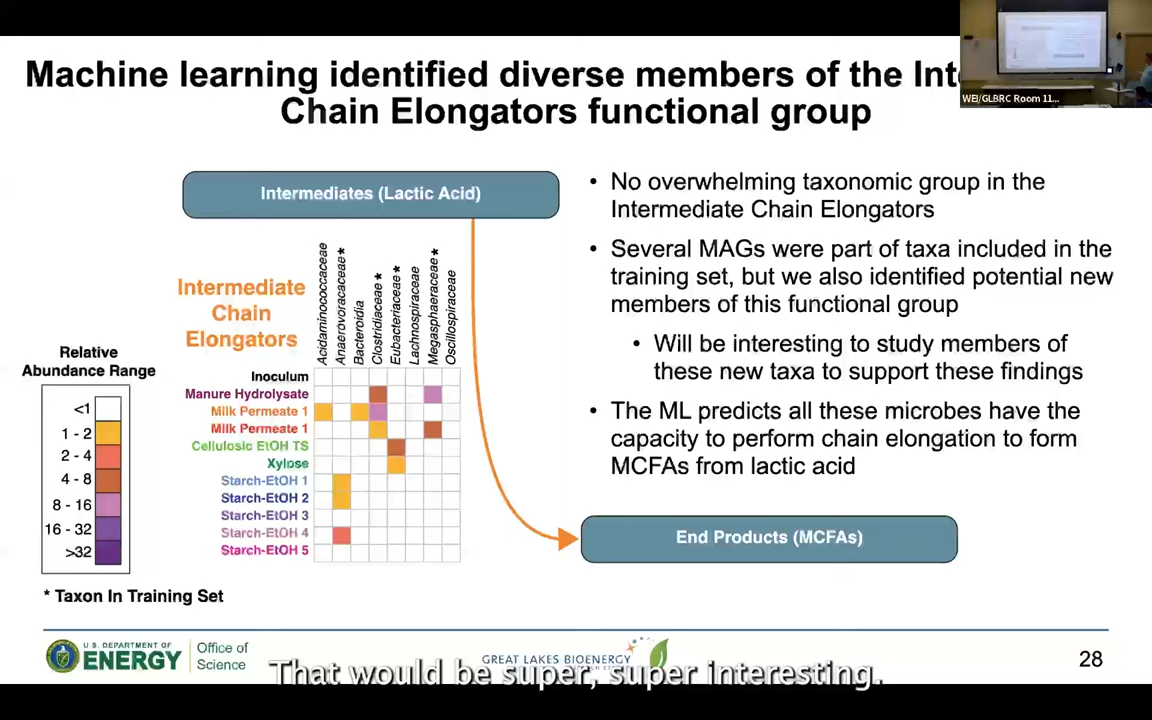 Machine learning identified diverse members of the Int
Chain Elongators functional group
WEI/GLBRC Room 11...
Intermediates (Lactic Acid)
Intermediate
Chain
Elongators
Acidaminococcaceae
Anaerovoracaceae *
Bacteroidia
Clostridiaceae *
Eubacteriaceae *
Lachnospiraceae
Megasphaeraceae *
Oscillospiraceae
Inoculum
Manure Hydrolysate
Milk Permeate 1
Milk Permeate 1
Cellulosic EtOH TS
Xylose
Starch-EtOH 1
Starch-EtOH 2
Starch-EtOH 3
Starch-EtOH 4
Starch-EtOH 5
Relative
Abundance Range
<1
1 - 2
2 - 4
4 - 8
8 - 16
16 - 32
>32
* Taxon In Training Set
• No overwhelming taxonomic group in the
Intermediate Chain Elongators
• Several MAGs were part of taxa included in the
training set, but we also identified potential new
members of this functional group
• Will be interesting to study members of
these new taxa to support these findings
• The ML predicts all these microbes have the
capacity to perform chain elongation to form
MCFAs from lactic acid
End Products (MCFAs)
U.S. DEPARTMENT OF
ENERGY
Office of
Science
GREAT LAKES BIOENERGY
28
That would be super, super interesting.